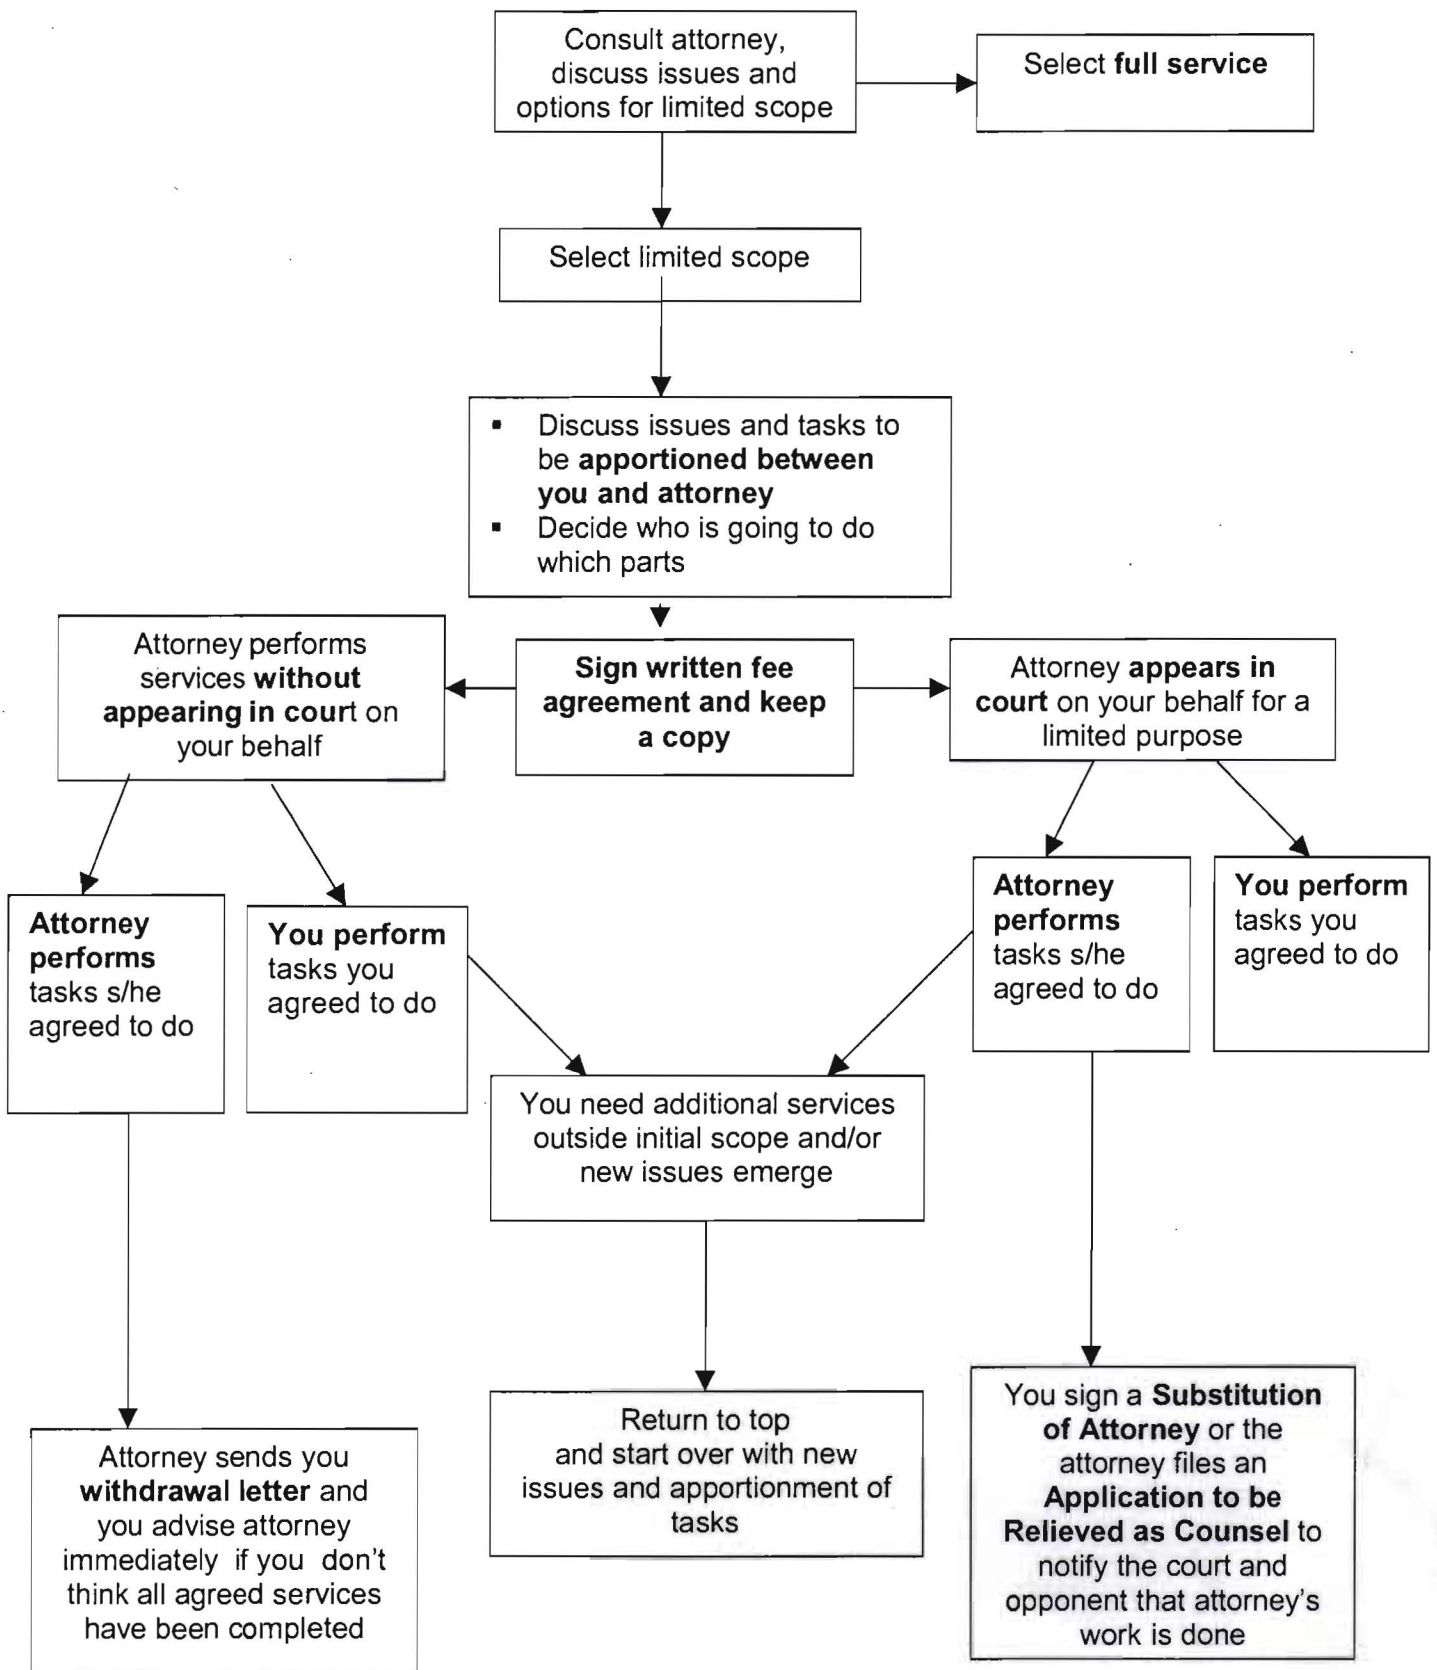 Consult attorney,
discuss issues and
options for limited scope
Select full service
Select limited scope
▪ Discuss issues and tasks to
be apportioned between
you and attorney
▪ Decide who is going to do
which parts
Attorney performs
services without
appearing in court on
your behalf
Sign written fee
agreement and keep
a copy
Attorney appears in
court on your behalf for a
limited purpose
Attorney
performs
tasks s/he
agreed to do
You perform
tasks you
agreed to do
Attorney
performs
tasks s/he
agreed to do
You perform
tasks you
agreed to do
You need additional services
outside initial scope and/or
new issues emerge
Attorney sends you
withdrawal letter and
you advise attorney
immediately if you don't
think all agreed services
have been completed
Return to top
and start over with new
issues and apportionment of
tasks
You sign a Substitution
of Attorney or the
attorney files an
Application to be
Relieved as Counsel to
notify the court and
opponent that attorney's
work is done